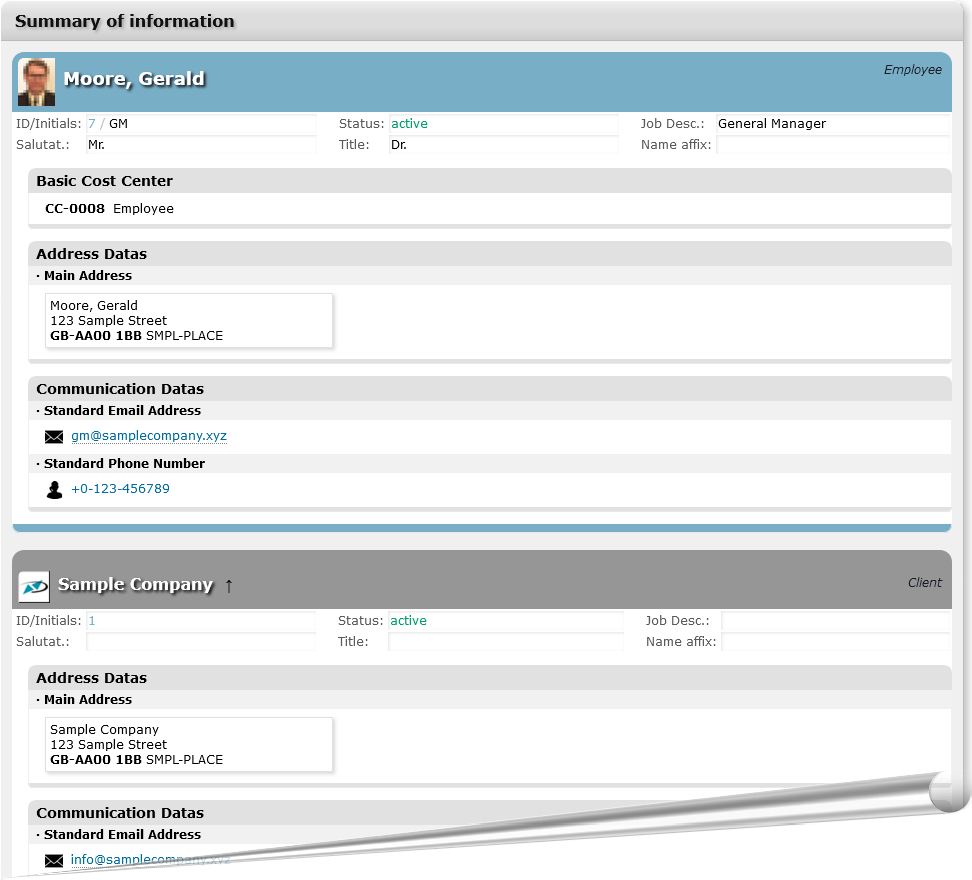 Summary of information
Moore, Gerald
Employee
ID/Initials: 7 / GM Status: active Job Desc.: General Manager
Salutat.: Mr. Title: Dr. Name affix:
Basic Cost Center
CC-0008 Employee
Address Datas
· Main Address
Moore, Gerald
123 Sample Street
GB-AA00 1BB SMPL-PLACE
Communication Datas
· Standard Email Address
gm@samplecompany.xyz
· Standard Phone Number
+0-123-456789
Sample Company ↑
Client
ID/Initials: 1 Status: active Job Desc.:
Salutat.: Title: Name affix:
Address Datas
· Main Address
Sample Company
123 Sample Street
GB-AA00 1BB SMPL-PLACE
Communication Datas
· Standard Email Address
info@samplecompany.xyz